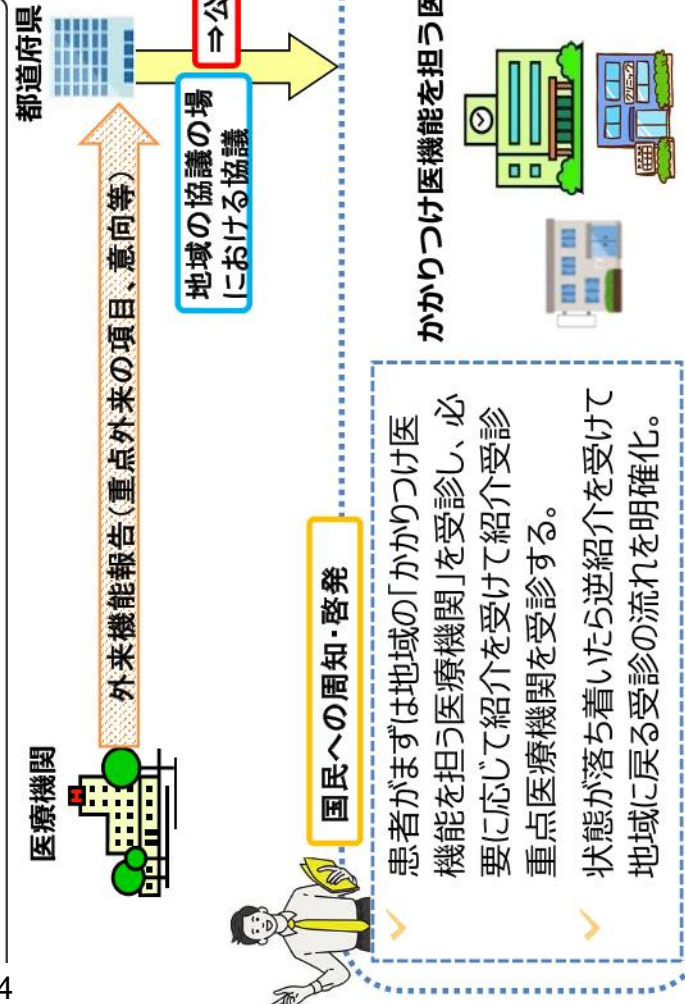 医療機関
外来機能報告(重点外来の項目、意向等)
都道府県
地域の協議の場
における協議
⇒公
国民への周知・啓発
患者がまずは地域の「かかりつけ医
機能を担う医療機関」を受診し、必
要に応じて紹介を受けて紹介受診
重点医療機関を受診する。
状態が落ち着いたら逆紹介を受けて
地域に戻る受診の流れを明確化。
かかりつけ医機能を担う医
クリニック
4